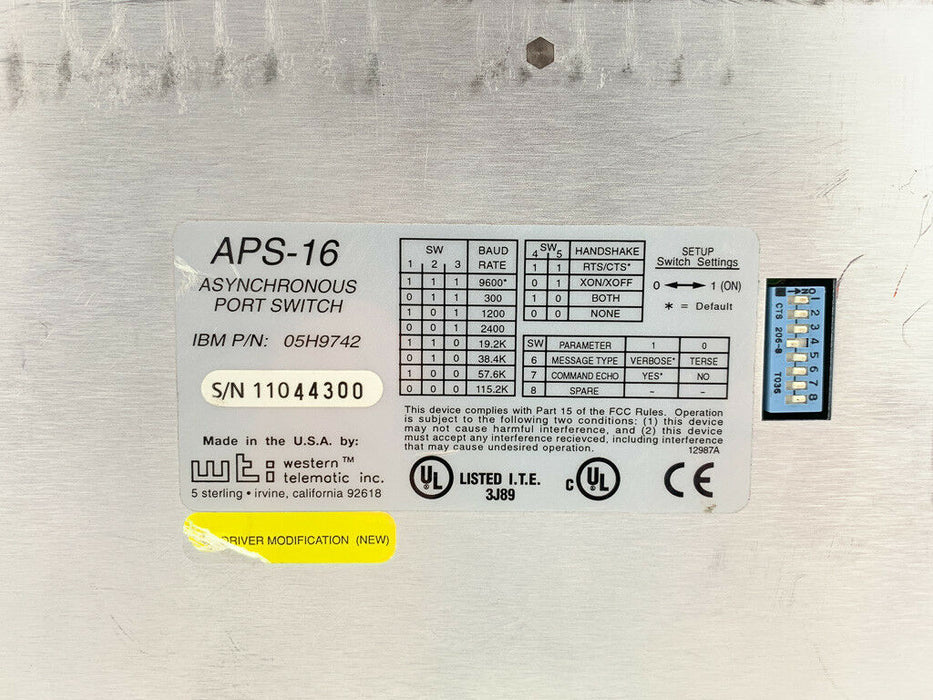 APS-16
ASYNCHRONOUS
PORT SWITCH
IBM P/N: 05H9742
S/N 11044300
Made in the U.S.A. by:
wti western™
telematic inc.
5 sterling • irvine, california 92618
DRIVER MODIFICATION (NEW)
SW BAUD
1 2 3 RATE
1 1 1 9600*
0 1 1 300
1 0 1 1200
0 0 1 2400
1 1 0 19.2K
0 1 0 38.4K
1 0 0 57.6K
0 0 0 115.2K
4 SW 5 HANDSHAKE
1 1 RTS/CTS*
0 1 XON/XOFF
1 0 BOTH
0 0 NONE
SETUP
Switch Settings
0 ◄—► 1 (ON)
* = Default
SW PARAMETER 1 0
6 MESSAGE TYPE VERBOSE* TERSE
7 COMMAND ECHO YES* NO
8 SPARE – –
This device complies with Part 15 of the FCC Rules. Operation
is subject to the following two conditions: (1) this device
may not cause harmful interference, and (2) this device
must accept any interference recieved, including interference
that may cause undesired operation.
12987A
UL LISTED I.T.E.
3J89
c UL
CE
NO
1 2 3 4 5 6 7 8
CTS 206-8 T036